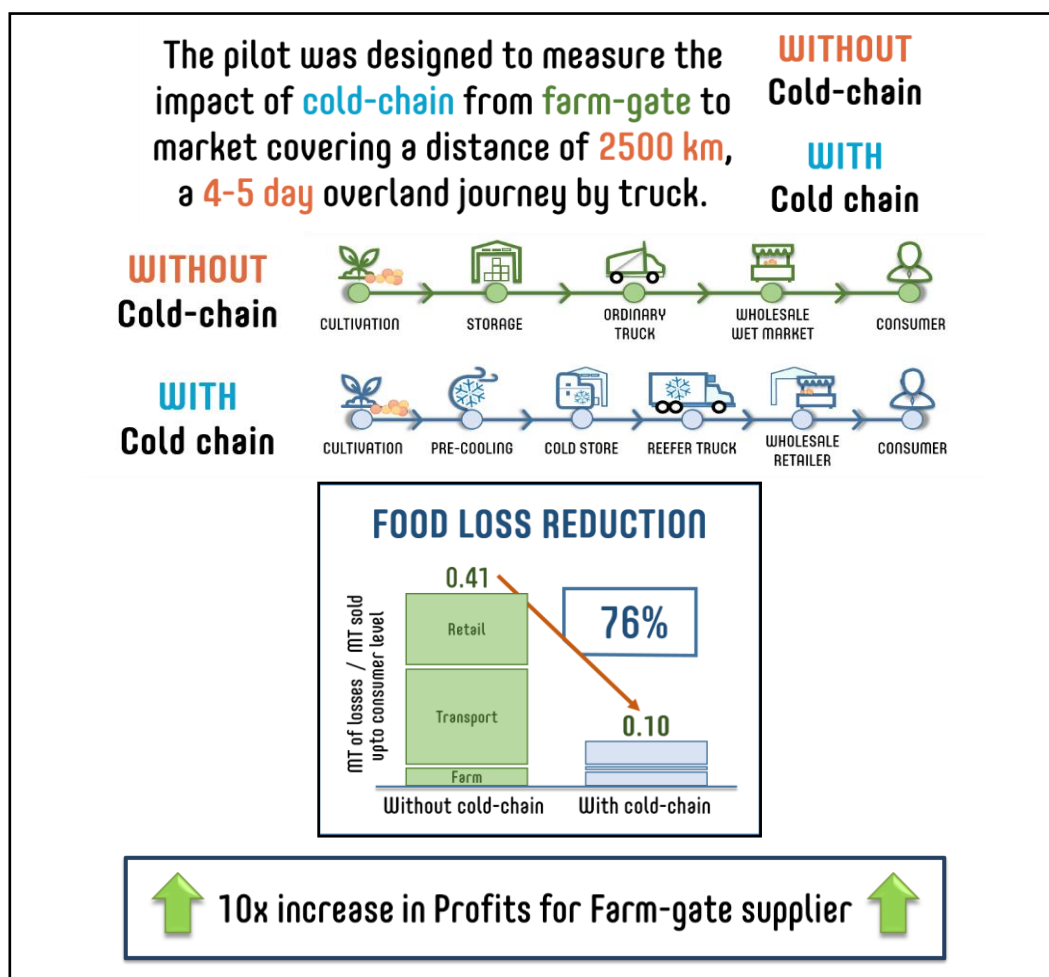 The pilot was designed to measure the
impact of cold-chain from farm-gate to
market covering a distance of 2500 km,
a 4-5 day overland journey by truck.
WITHOUT
Cold-chain
WITH
Cold chain
WITHOUT
Cold-chain
CULTIVATION
STORAGE
ORDINARY
TRUCK
WHOLESALE
WET MARKET
CONSUMER
WITH
Cold chain
CULTIVATION
PRE-COOLING
COLD STORE
REEFER TRUCK
WHOLESALE
RETAILER
CONSUMER
FOOD LOSS REDUCTION
MT of losses / MT sold
upto consumer level
0.41
Retail
Transport
Farm
76%
0.10
Without cold-chain
With cold-chain
10x increase in Profits for Farm-gate supplier